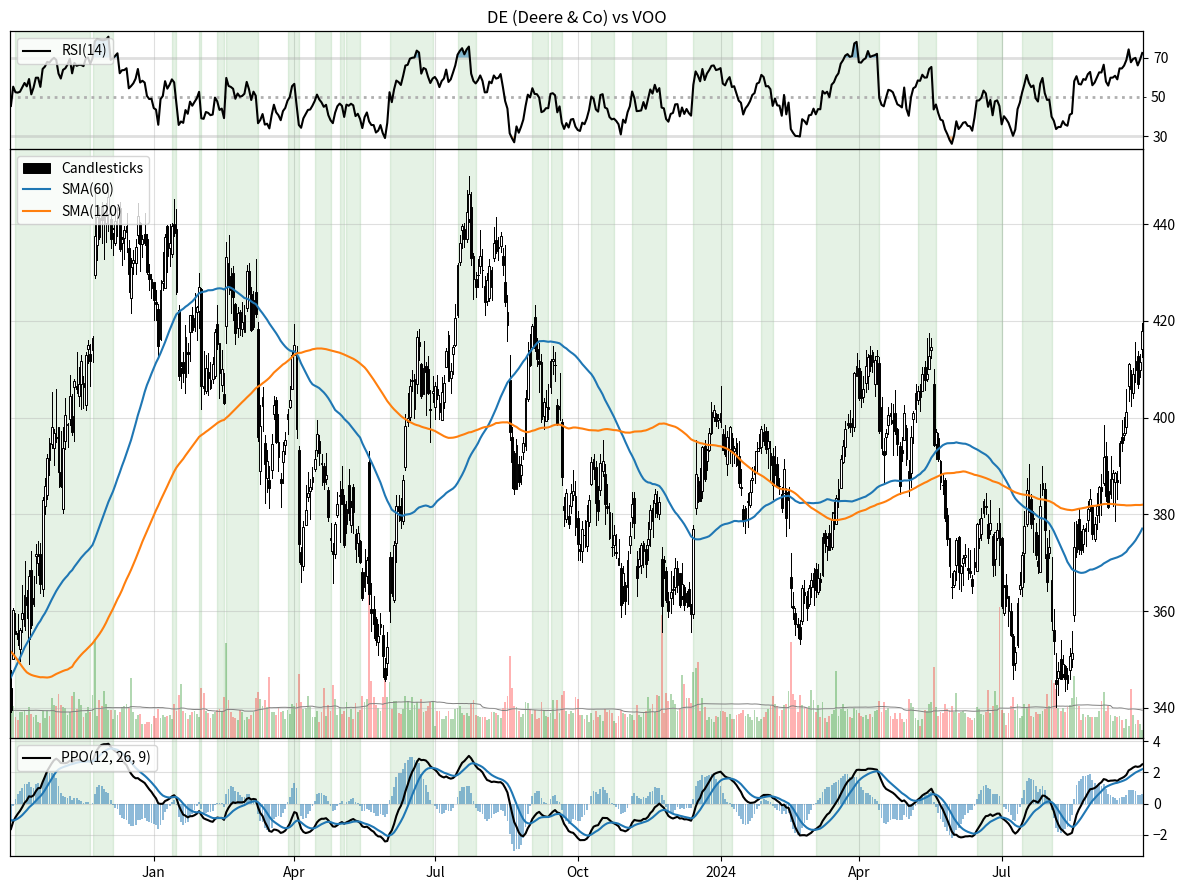 DE (Deere & Co) vs VOO
RSI(14)
70
50
30
Candlesticks
SMA(60)
SMA(120)
440
420
400
380
360
340
PPO(12, 26, 9)
4
2
0
−2
Jan Apr Jul Oct 2024 Apr Jul